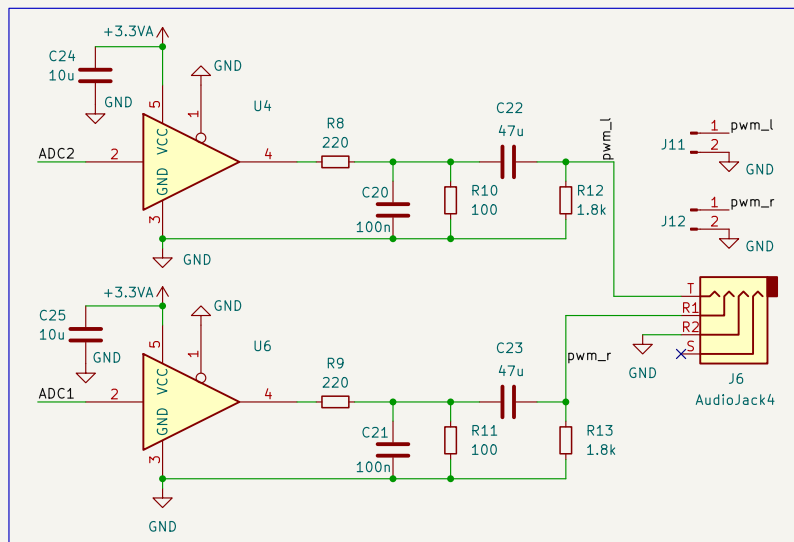 +3.3VA
C24
10u
GND
GND
U4
5
1
VCC
GND
ADC2
2
4
3
GND
R8
220
C20
100n
R10
100
C22
47u
R12
1.8k
pwm_l
J11
1
pwm_l
2
GND
J12
1
pwm_r
2
GND
+3.3VA
C25
10u
GND
GND
U6
5
1
VCC
GND
ADC1
2
4
3
GND
R9
220
C21
100n
R11
100
C23
47u
R13
1.8k
pwm_r
T
R1
R2
S
GND
J6
AudioJack4